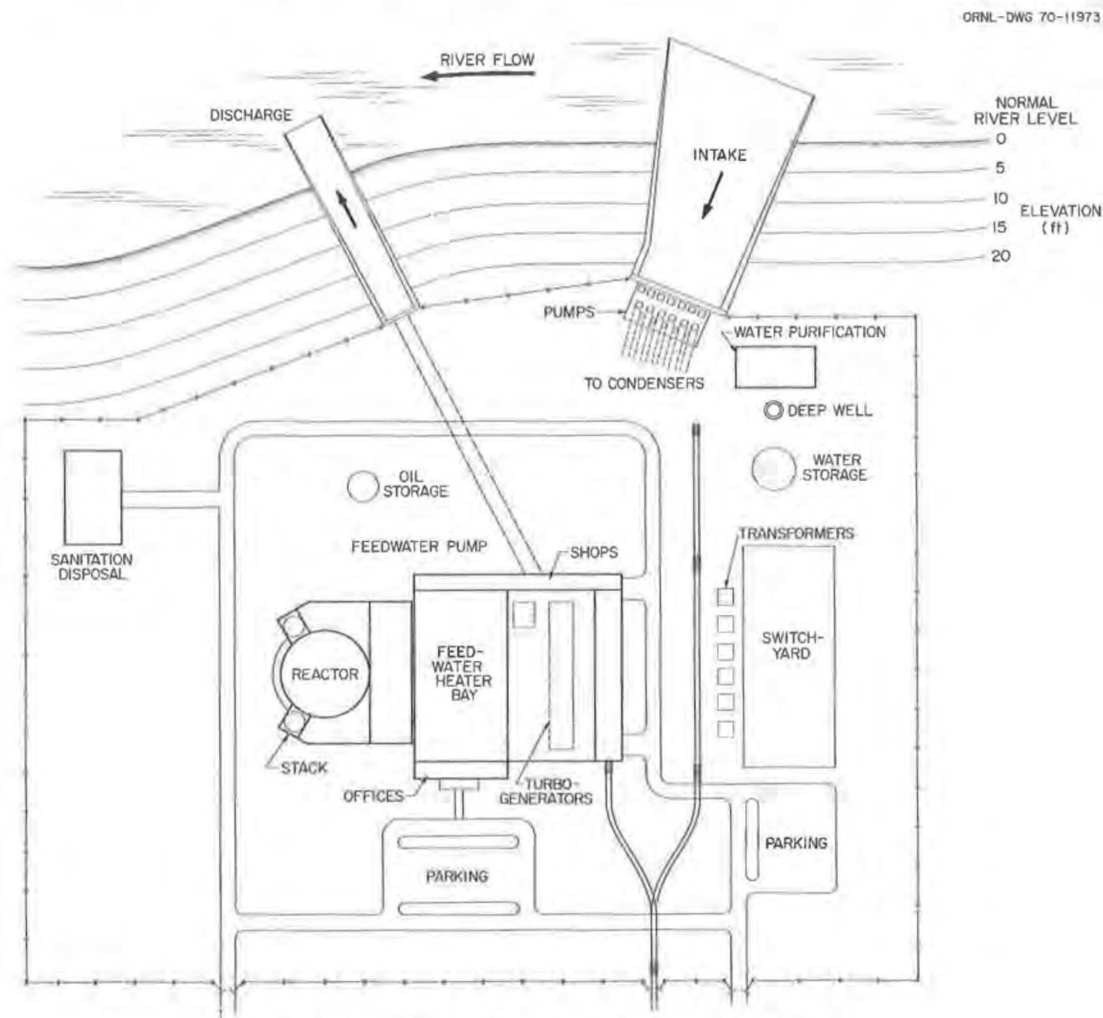 ORNL-DWG 70-11973
RIVER FLOW
DISCHARGE
NORMAL
RIVER LEVEL
0
INTAKE
5
10
ELEVATION
(ft)
15
20
PUMPS
WATER PURIFICATION
TO CONDENSERS
DEEP WELL
OIL
STORAGE
WATER
STORAGE
TRANSFORMERS
FEEDWATER PUMP
SHOPS
SANITATION
DISPOSAL
SWITCH-
YARD
REACTOR
FEED-
WATER
HEATER
BAY
STACK
OFFICES
TURBO-
GENERATORS
PARKING
PARKING